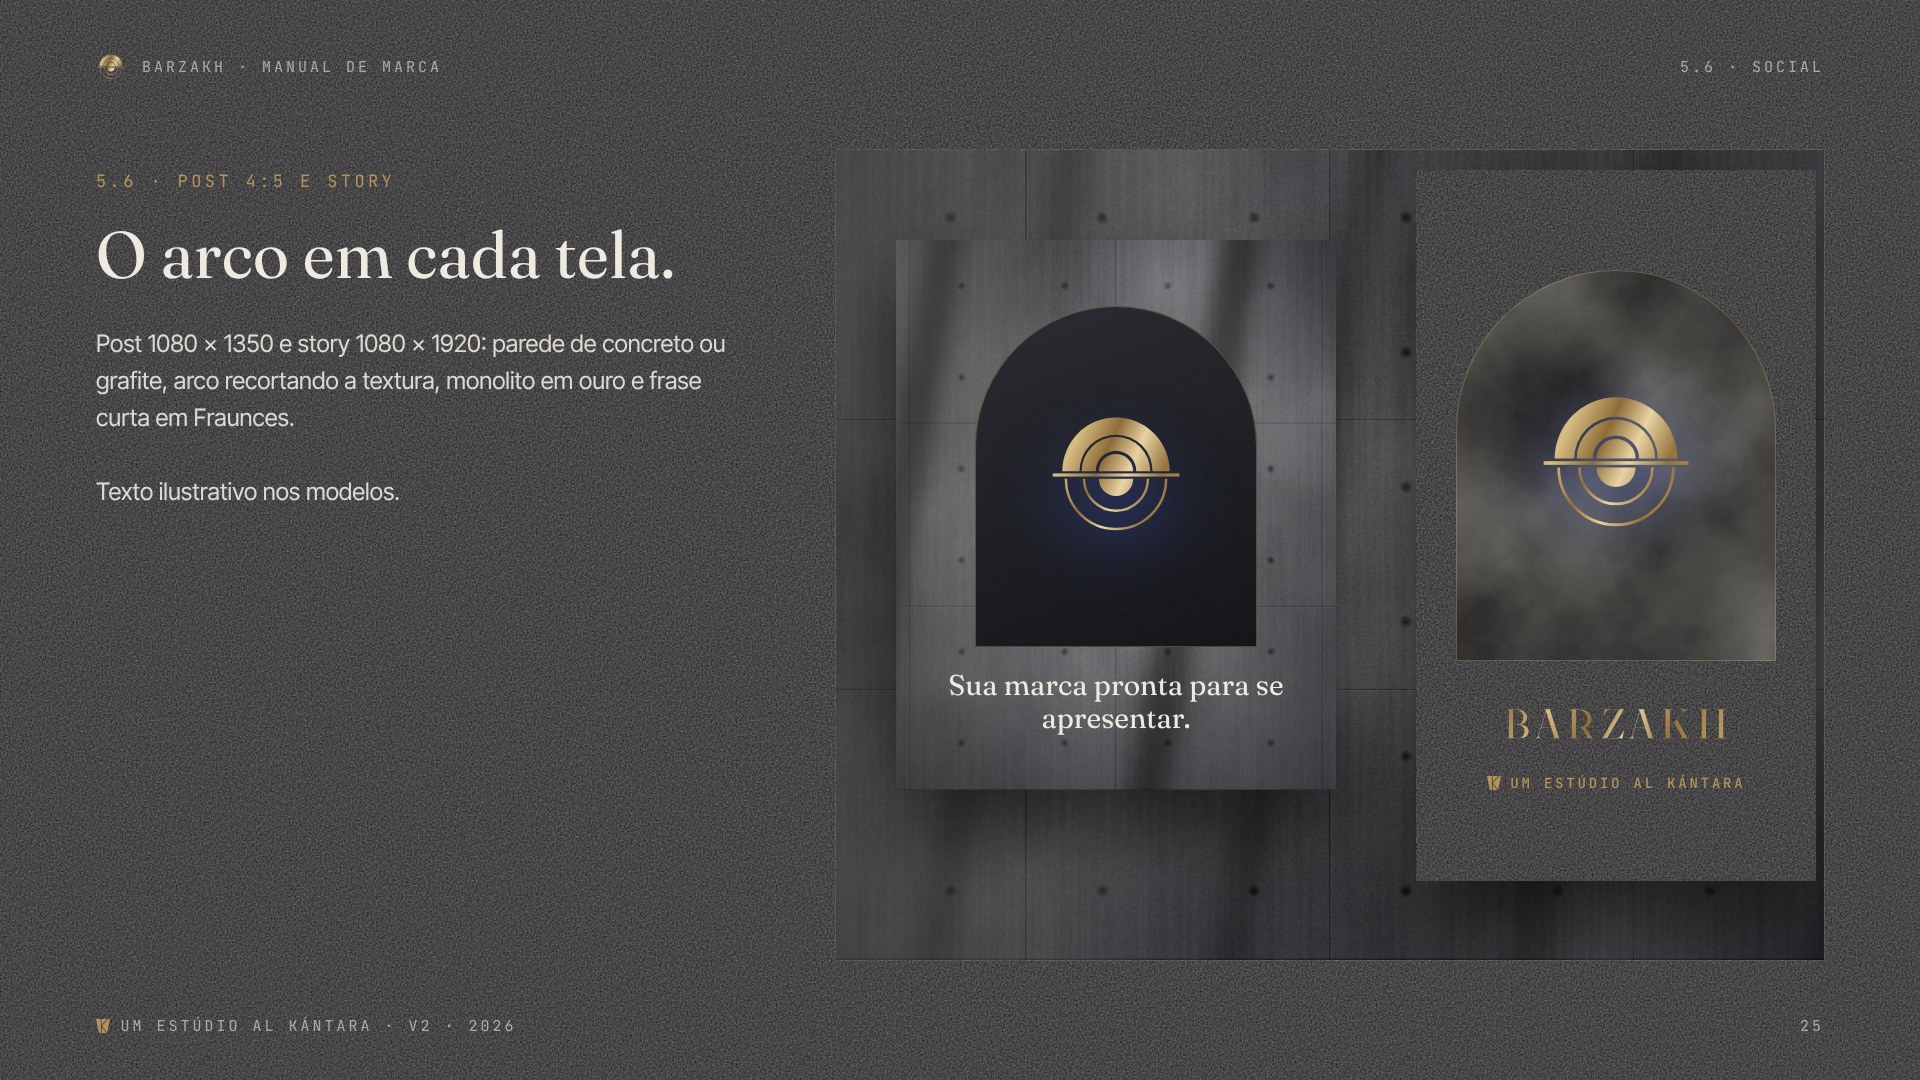 BARZAKH · MANUAL DE MARCA
5.6 · SOCIAL
5.6 · POST 4:5 E STORY
O arco em cada tela.
Post 1080 × 1350 e story 1080 × 1920: parede de concreto ou
grafite, arco recortando a textura, monolito em ouro e frase
curta em Fraunces.
Texto ilustrativo nos modelos.
Sua marca pronta para se
apresentar.
BARZAKH
UM ESTÚDIO AL KÁNTARA
UM ESTÚDIO AL KÁNTARA · V2 · 2026
25